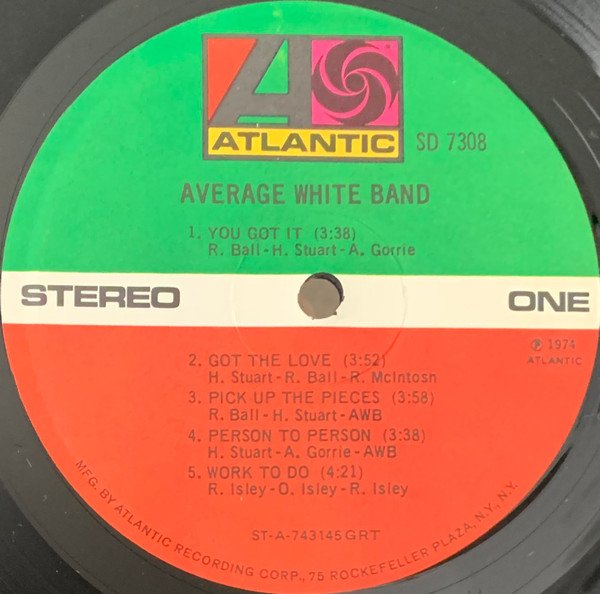 ATLANTIC SD 7308
AVERAGE WHITE BAND
1. YOU GOT IT (3:38)
R. Ball-H. Stuart-A. Gorrie
STEREO ONE
℗ 1974
ATLANTIC
2. GOT THE LOVE (3:52)
H. Stuart-R. Ball-R. McIntosh
3. PICK UP THE PIECES (3:58)
R. Ball-H. Stuart-AWB
4. PERSON TO PERSON (3:38)
H. Stuart-A. Gorrie-AWB
5. WORK TO DO (4:21)
R. Isley-O. Isley-R. Isley
ST-A-743145GRT
MFG. BY ATLANTIC RECORDING CORP., 75 ROCKEFELLER PLAZA, N.Y., N.Y.